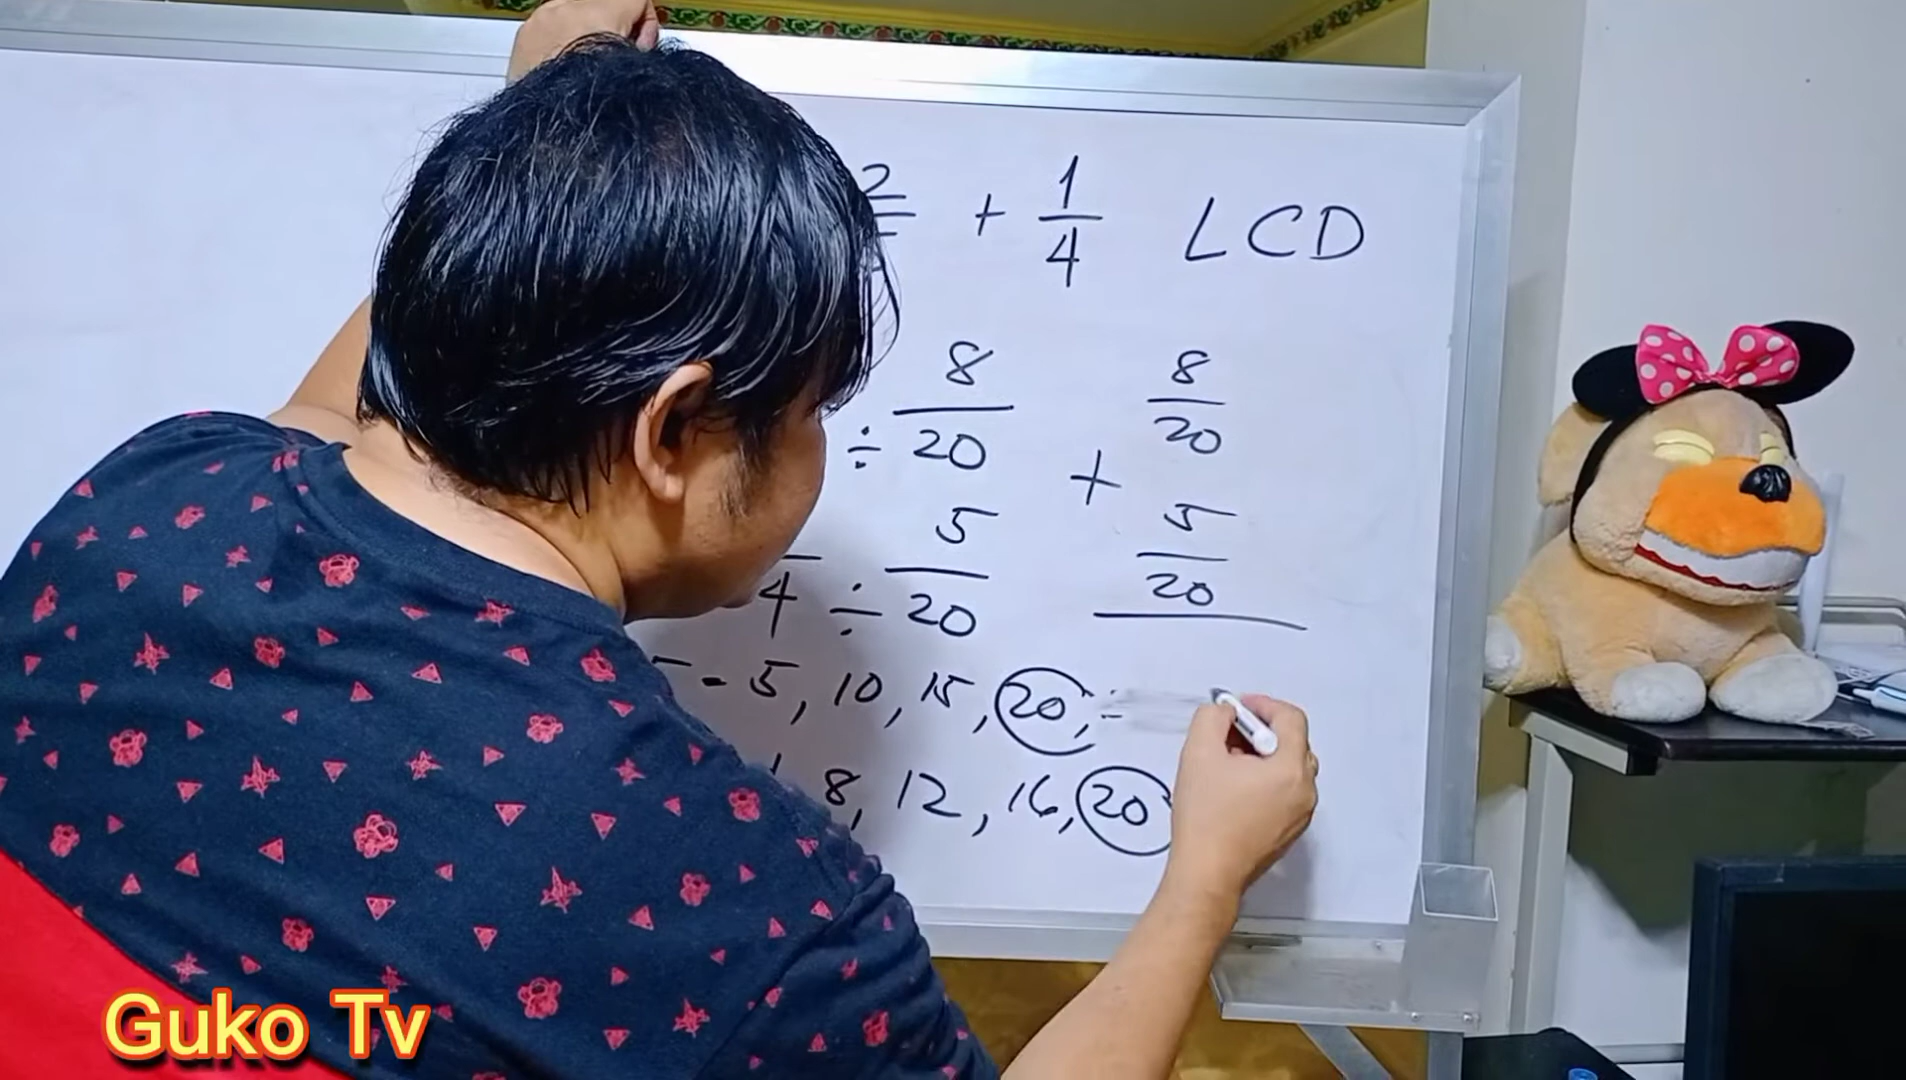 2 + 1/4 LCD
÷ 8/20
8/20
+ 5/20
4 ÷ 5/20
5, 10, 15, 20,
8, 12, 16, 20
Guko Tv